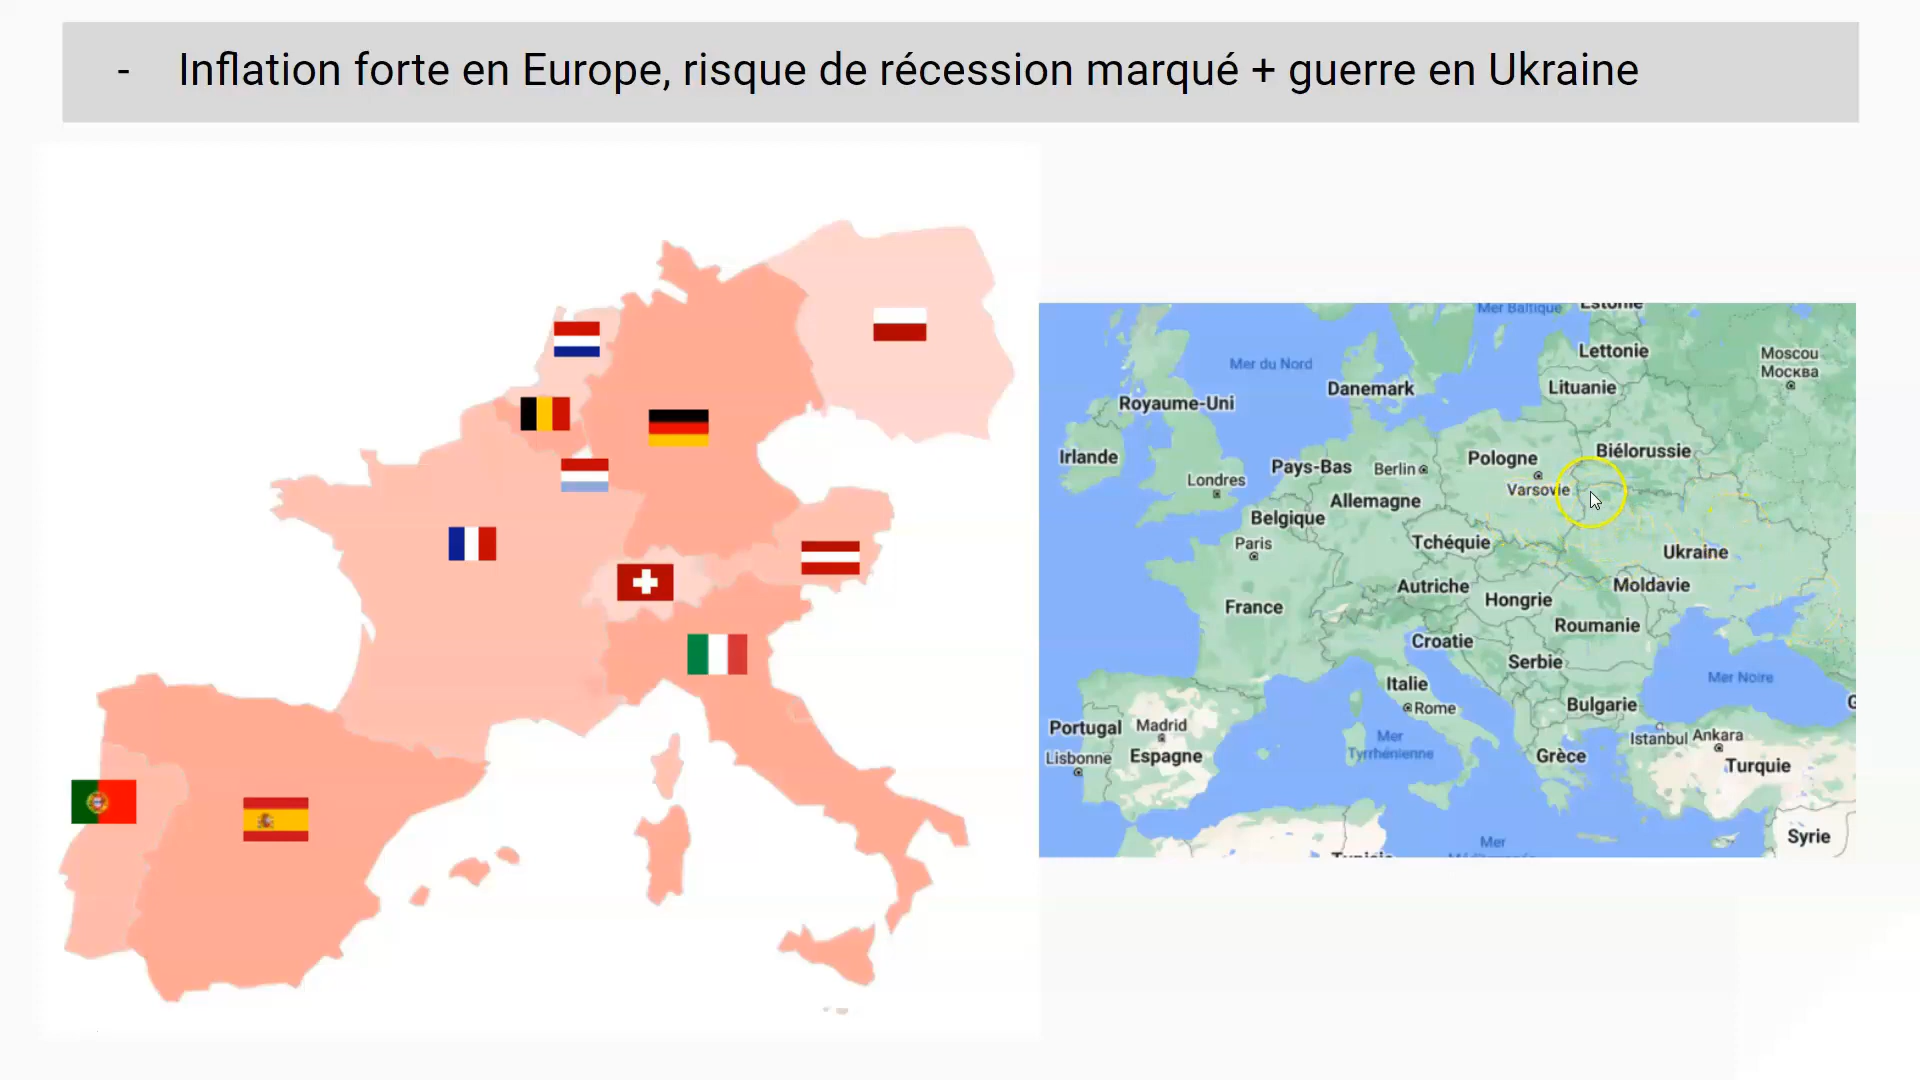 - Inflation forte en Europe, risque de récession marqué + guerre en Ukraine
Mer Baltique
Estonie
Lettonie
Moscou
Москва
Mer du Nord
Danemark
Lituanie
Royaume-Uni
Irlande
Biélorussie
Pologne
Pays-Bas
Berlin
Londres
Varsovie
Allemagne
Belgique
Paris
Tchéquie
Ukraine
Autriche
Moldavie
Hongrie
France
Roumanie
Croatie
Serbie
Mer Noire
Italie
Rome
Bulgarie
Portugal
Madrid
Istanbul
Ankara
Mer
Tyrrhénienne
Lisbonne
Espagne
Grèce
Turquie
Syrie
Mer